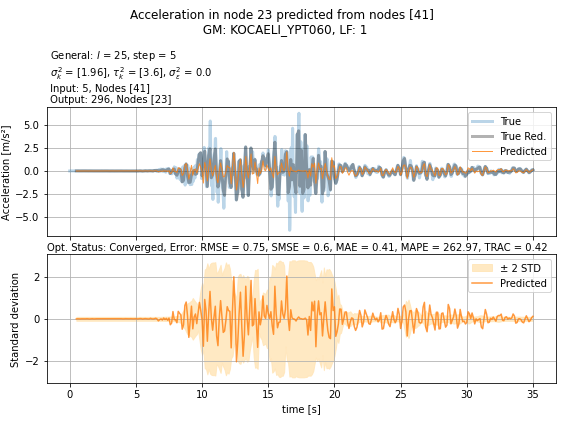 Acceleration in node 23 predicted from nodes [41]
GM: KOCAELI_YPT060, LF: 1
General: l = 25, step = 5
σ²ₖ = [1.96], τ²ₖ = [3.6], σ²ε = 0.0
Input: 5, Nodes [41]
Output: 296, Nodes [23]
Acceleration [m/s²]
5.0
2.5
0.0
−2.5
−5.0
True
True Red.
Predicted
Opt. Status: Converged, Error: RMSE = 0.75, SMSE = 0.6, MAE = 0.41, MAPE = 262.97, TRAC = 0.42
Standard deviation
2
0
−2
± 2 STD
Predicted
0 5 10 15 20 25 30 35
time [s]